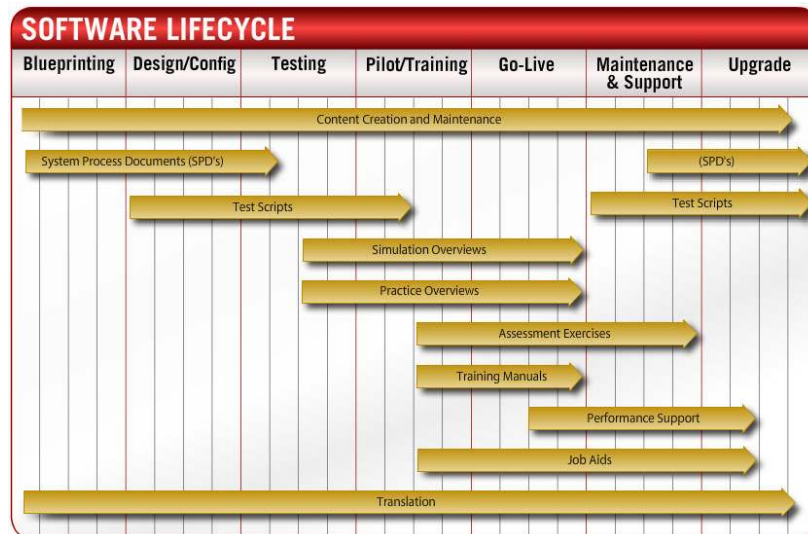 SOFTWARE LIFECYCLE
Blueprinting Design/Config Testing Pilot/Training Go-Live Maintenance & Support Upgrade
Content Creation and Maintenance
System Process Documents (SPD's) (SPD's)
Test Scripts Test Scripts
Simulation Overviews
Practice Overviews
Assessment Exercises
Training Manuals
Performance Support
Job Aids
Translation